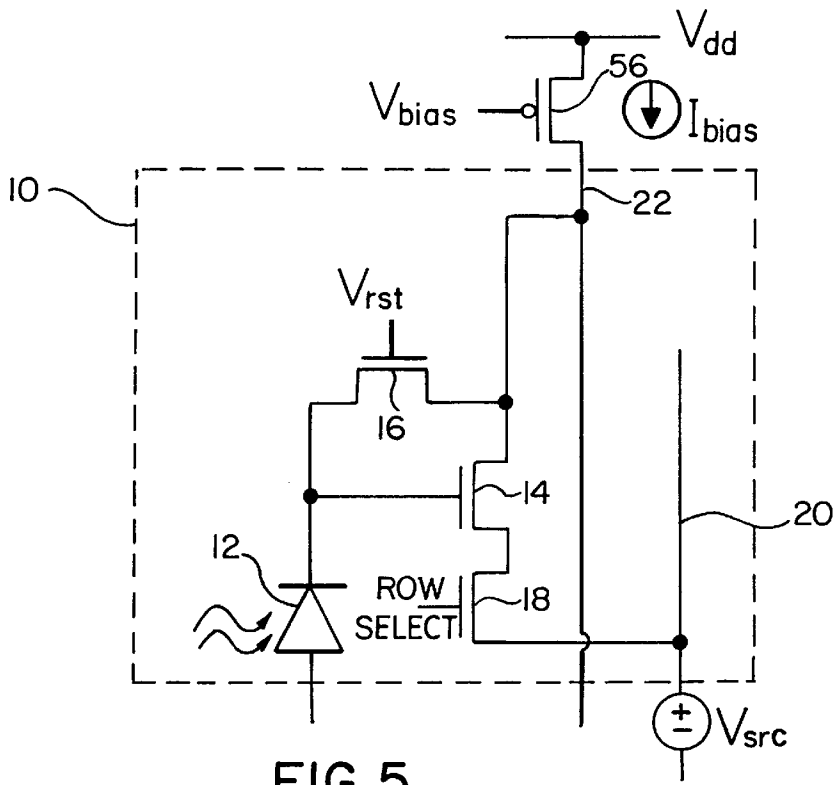 Vdd
56
Vbias
Ibias
10
22
Vrst
16
14
20
12
ROW
SELECT
18
Vsrc
FIG.5